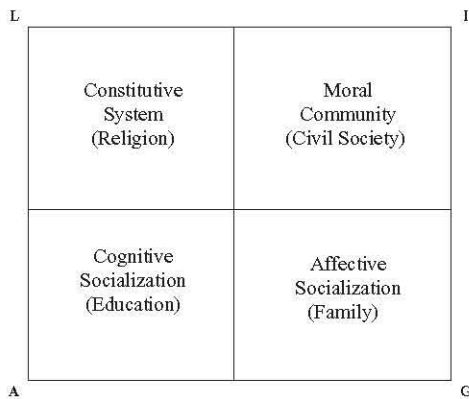 L I
Constitutive
System
(Religion)
Moral
Community
(Civil Society)
Cognitive
Socialization
(Education)
Affective
Socialization
(Family)
A G